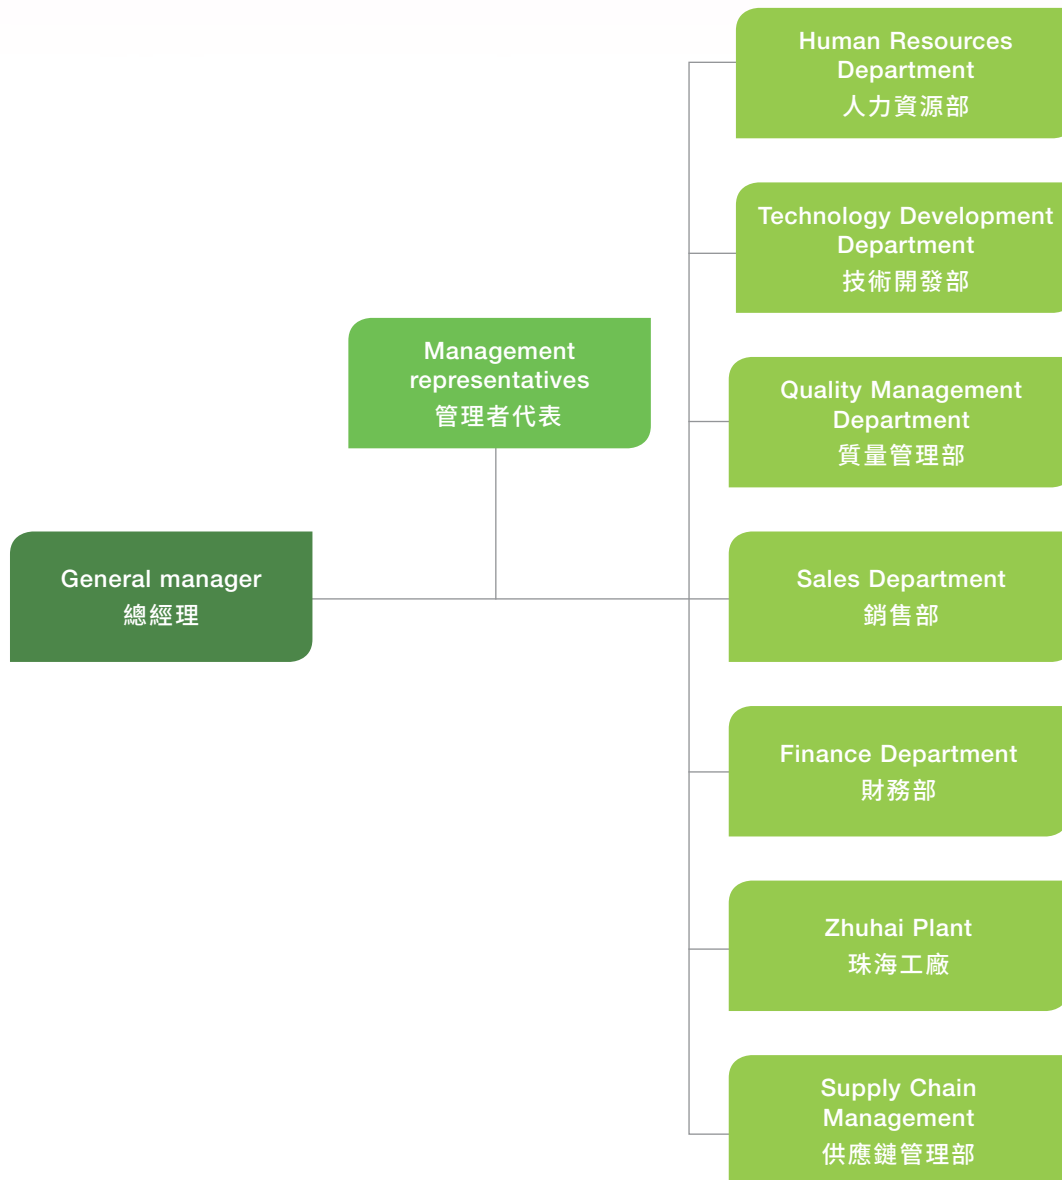 General manager
總經理
Management
representatives
管理者代表
Human Resources
Department
人力資源部
Technology Development
Department
技術開發部
Quality Management
Department
質量管理部
Sales Department
銷售部
Finance Department
財務部
Zhuhai Plant
珠海工廠
Supply Chain
Management
供應鏈管理部